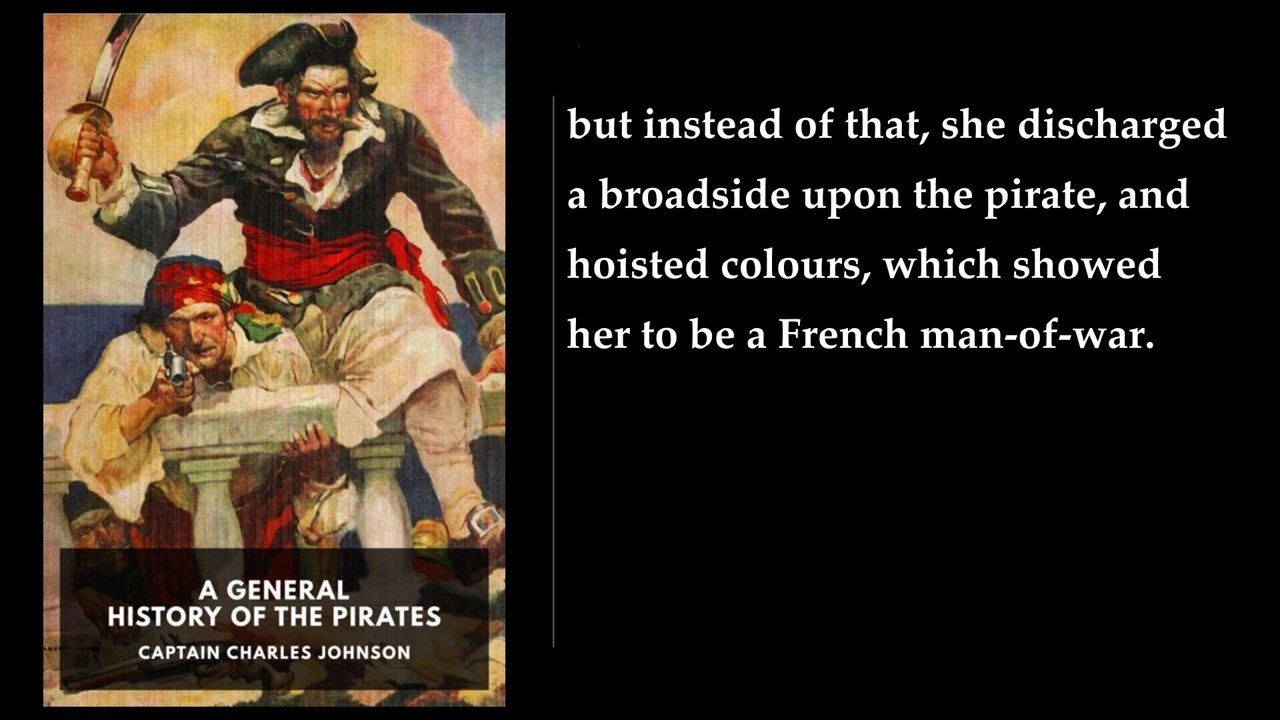 but instead of that, she discharged
a broadside upon the pirate, and
hoisted colours, which showed
her to be a French man-of-war.
A GENERAL
HISTORY OF THE PIRATES
CAPTAIN CHARLES JOHNSON